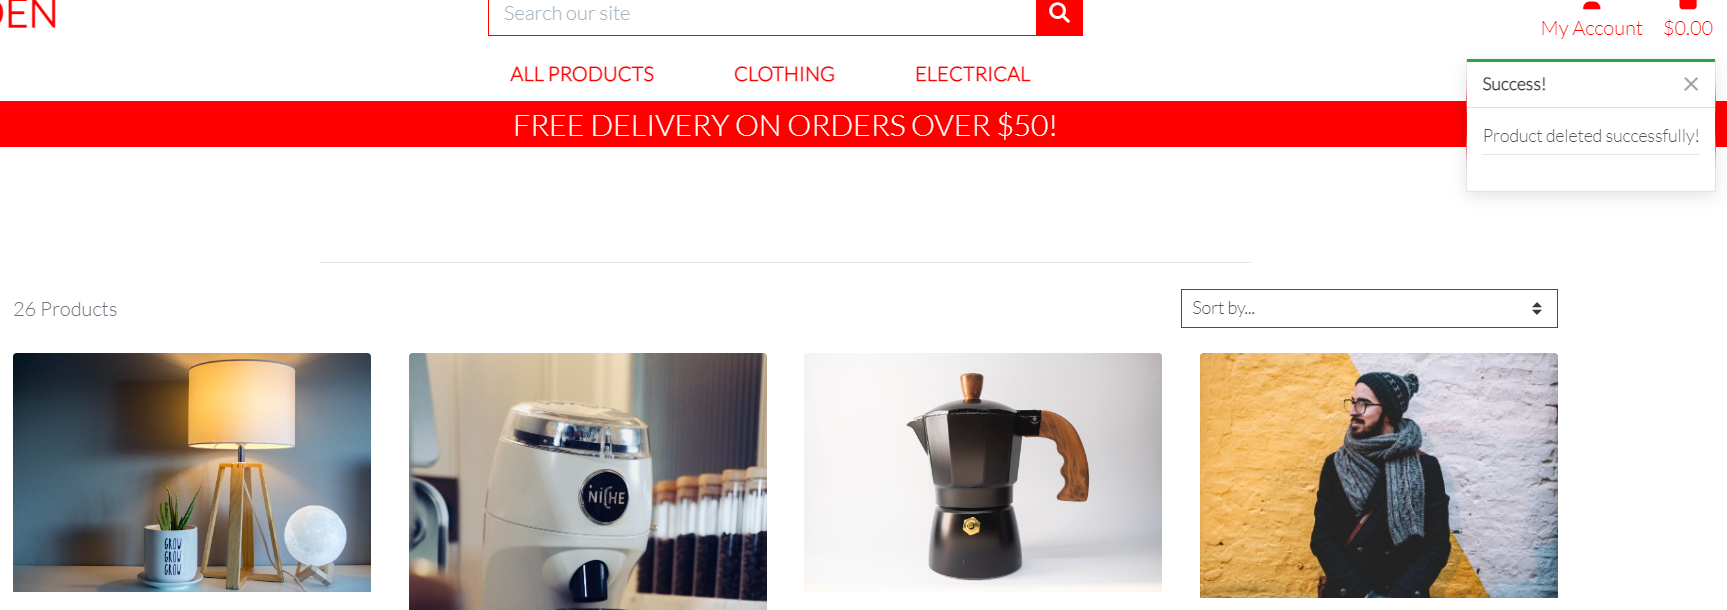 DEN
Search our site
My Account $0.00
ALL PRODUCTS CLOTHING ELECTRICAL
Success!
FREE DELIVERY ON ORDERS OVER $50!
Product deleted successfully!
26 Products
Sort by...
GROW
GROW
GROW
NICHE